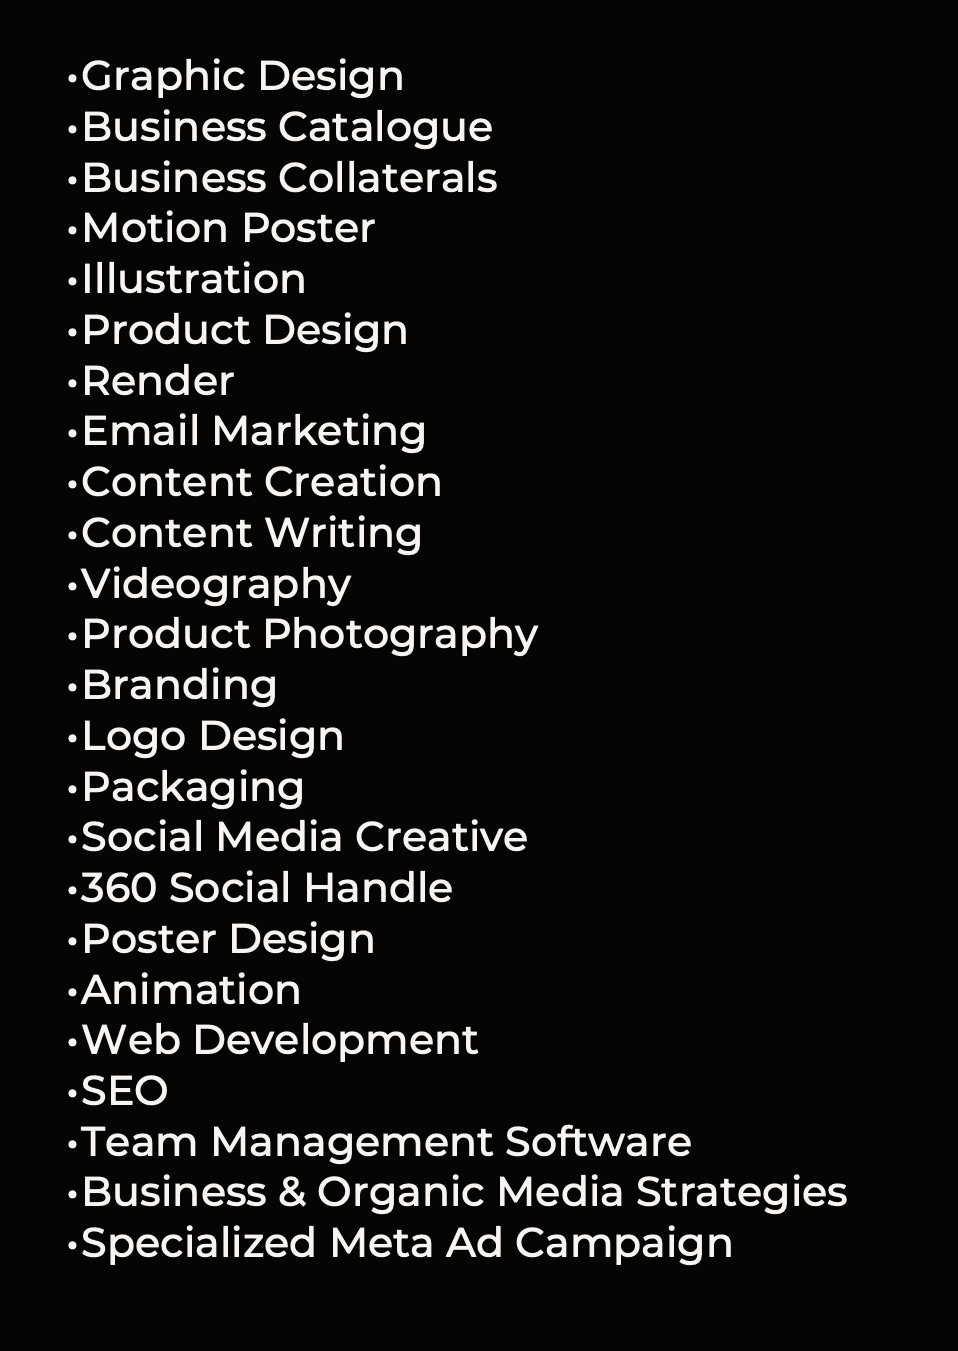 •Graphic Design
•Business Catalogue
•Business Collaterals
•Motion Poster
•Illustration
•Product Design
•Render
•Email Marketing
•Content Creation
•Content Writing
•Videography
•Product Photography
•Branding
•Logo Design
•Packaging
•Social Media Creative
•360 Social Handle
•Poster Design
•Animation
•Web Development
•SEO
•Team Management Software
•Business & Organic Media Strategies
•Specialized Meta Ad Campaign